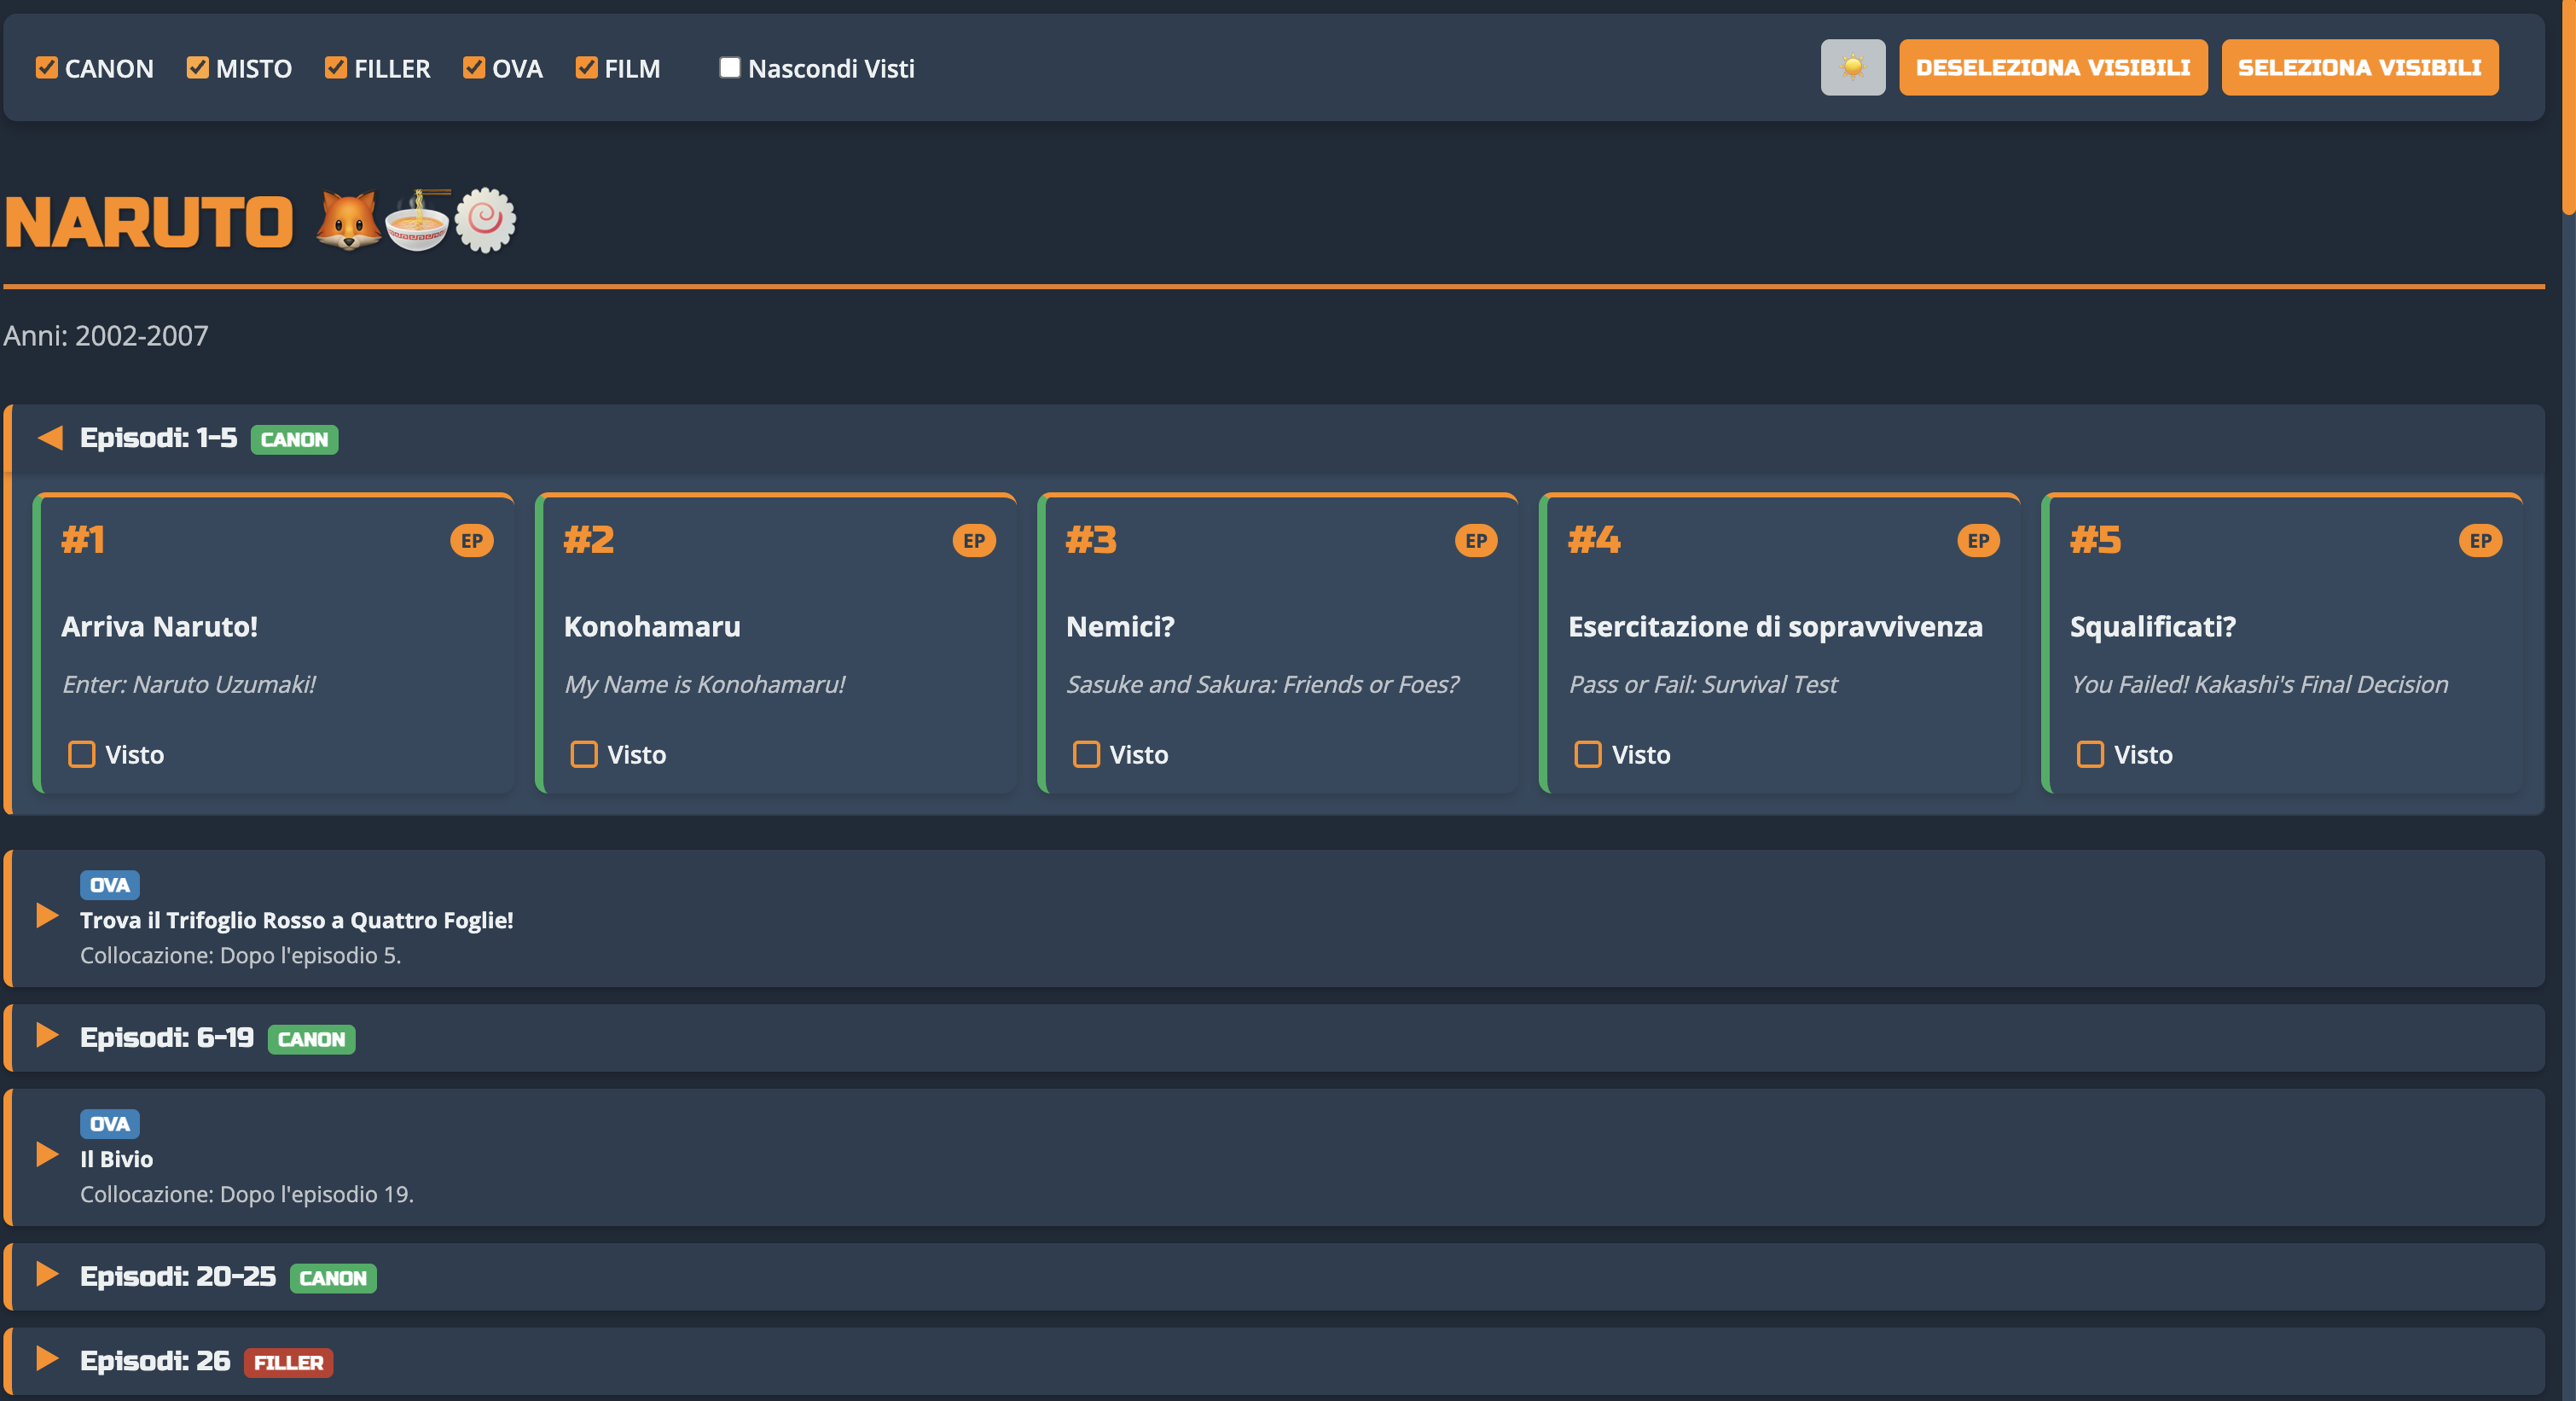 CANON MISTO FILLER OVA FILM Nascondi Visti DESELEZIONA VISIBILI SELEZIONA VISIBILI
NARUTO
Anni: 2002-2007
Episodi: 1-5 CANON
#1 EP #2 EP #3 EP #4 EP #5 EP
Arriva Naruto! Konohamaru Nemici? Esercitazione di sopravvivenza Squalificati?
Enter: Naruto Uzumaki! My Name is Konohamaru! Sasuke and Sakura: Friends or Foes? Pass or Fail: Survival Test You Failed! Kakashi's Final Decision
Visto Visto Visto Visto Visto
OVA
Trova il Trifoglio Rosso a Quattro Foglie!
Collocazione: Dopo l'episodio 5.
Episodi: 6-19 CANON
OVA
Il Bivio
Collocazione: Dopo l'episodio 19.
Episodi: 20-25 CANON
Episodi: 26 FILLER